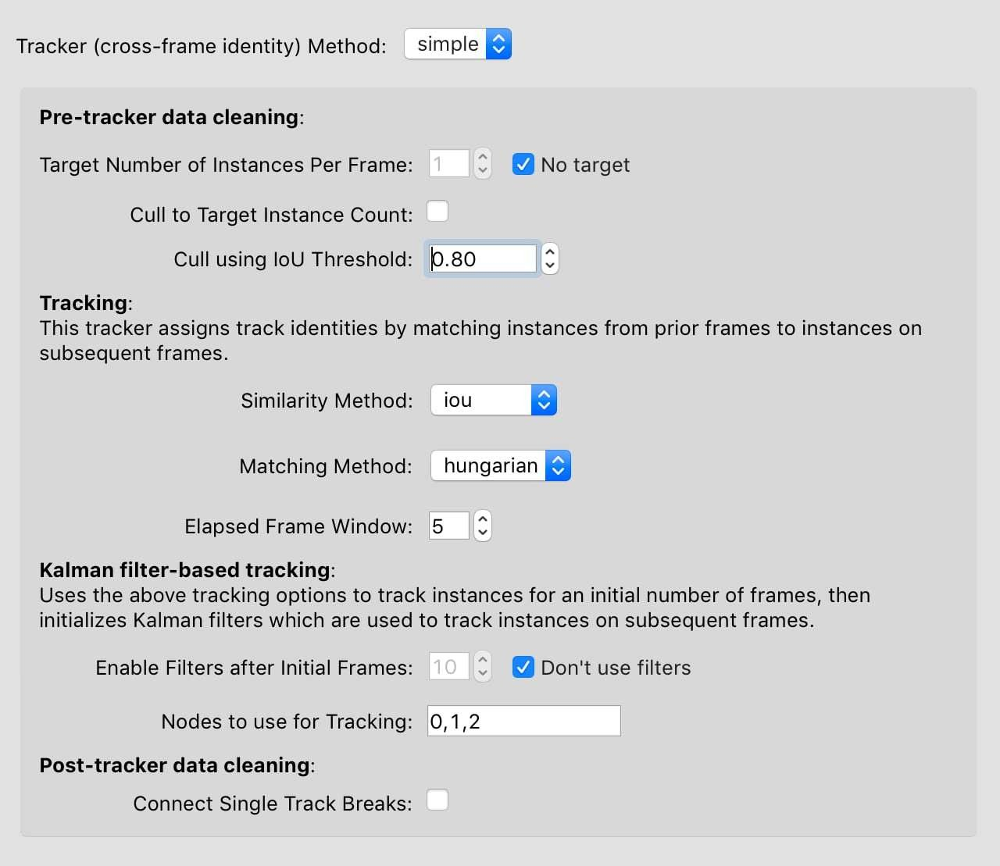 Tracker (cross-frame identity) Method: simple
Pre-tracker data cleaning:
Target Number of Instances Per Frame: 1 No target
Cull to Target Instance Count:
Cull using IoU Threshold: 0.80
Tracking:
This tracker assigns track identities by matching instances from prior frames to instances on
subsequent frames.
Similarity Method: iou
Matching Method: hungarian
Elapsed Frame Window: 5
Kalman filter-based tracking:
Uses the above tracking options to track instances for an initial number of frames, then
initializes Kalman filters which are used to track instances on subsequent frames.
Enable Filters after Initial Frames: 10 Don't use filters
Nodes to use for Tracking: 0,1,2
Post-tracker data cleaning:
Connect Single Track Breaks: